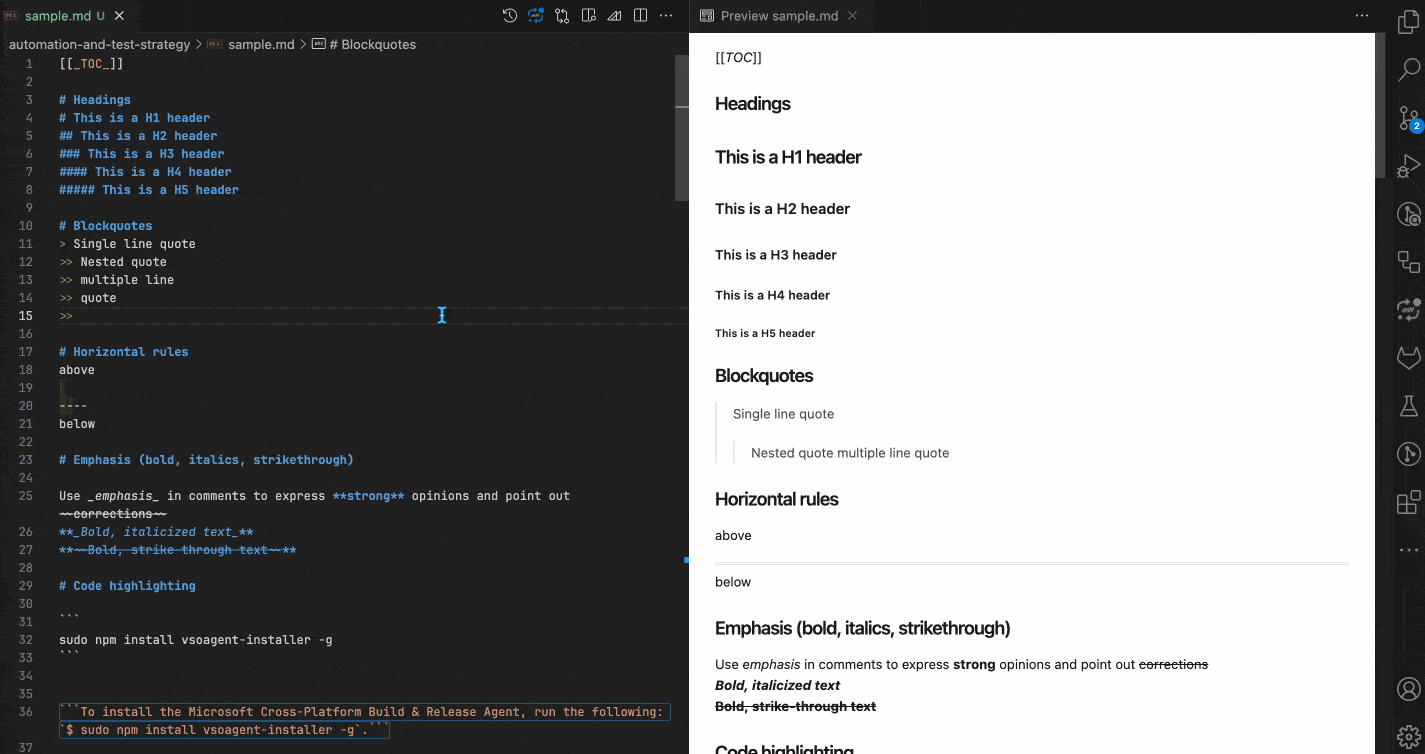 sample.md U
Preview sample.md
automation-and-test-strategy > sample.md > # Blockquotes
1 [[_TOC_]]
2
3 # Headings
4 # This is a H1 header
5 ## This is a H2 header
6 ### This is a H3 header
7 #### This is a H4 header
8 ##### This is a H5 header
9
10 # Blockquotes
11 > Single line quote
12 >> Nested quote
13 >> multiple line
14 >> quote
15 >>
16
17 # Horizontal rules
18 above
19
20 ----
21 below
22
23 # Emphasis (bold, italics, strikethrough)
24
25 Use _emphasis_ in comments to express **strong** opinions and point out
~~corrections~~
26 **_Bold, italicized text_**
27 **~~Bold, strike-through text~~**
28
29 # Code highlighting
30
31 ```
32 sudo npm install vsoagent-installer -g
33 ```
34
35
36 ```To install the Microsoft Cross-Platform Build & Release Agent, run the following:
`$ sudo npm install vsoagent-installer -g`.```
37
[[TOC]]
Headings
This is a H1 header
This is a H2 header
This is a H3 header
This is a H4 header
This is a H5 header
Blockquotes
Single line quote
Nested quote multiple line quote
Horizontal rules
above
below
Emphasis (bold, italics, strikethrough)
Use emphasis in comments to express strong opinions and point out corrections
Bold, italicized text
Bold, strike-through text
Code highlighting
2